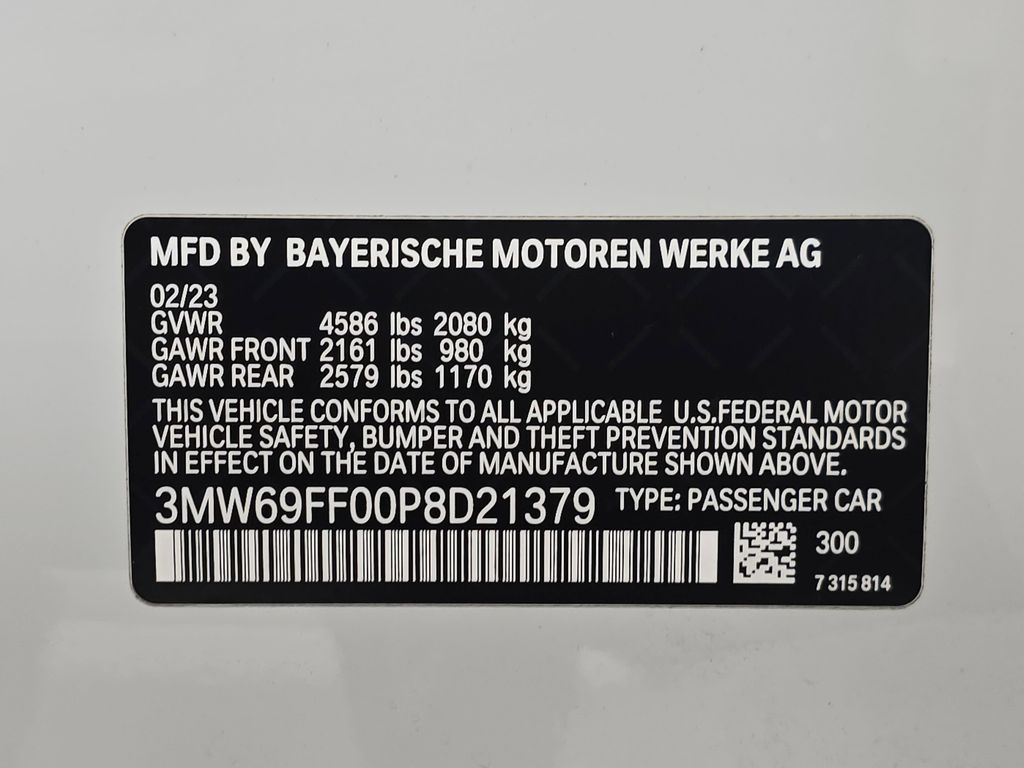 MFD BY BAYERISCHE MOTOREN WERKE AG
02/23
GVWR 4586 lbs 2080 kg
GAWR FRONT 2161 lbs 980 kg
GAWR REAR 2579 lbs 1170 kg
THIS VEHICLE CONFORMS TO ALL APPLICABLE U.S.FEDERAL MOTOR
VEHICLE SAFETY, BUMPER AND THEFT PREVENTION STANDARDS
IN EFFECT ON THE DATE OF MANUFACTURE SHOWN ABOVE.
3MW69FF00P8D21379 TYPE: PASSENGER CAR
300
7 315 814